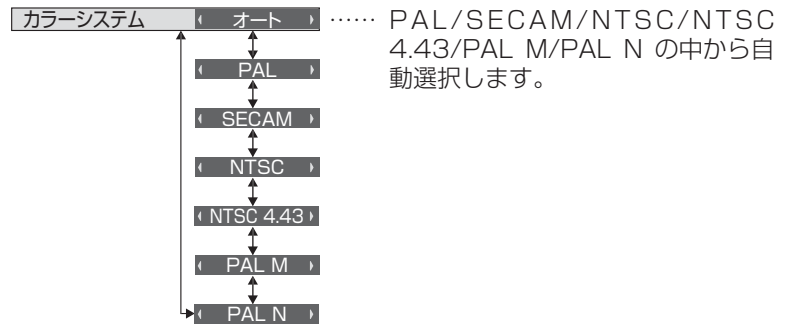 カラーシステム オート …… PAL/SECAM/NTSC/NTSC
4.43/PAL M/PAL N の中から自
動選択します。
PAL
SECAM
NTSC
NTSC 4.43
PAL M
PAL N